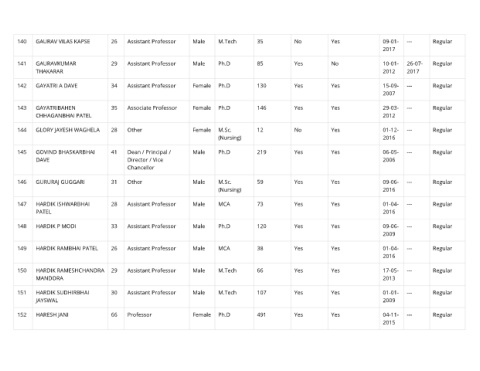 140 GAURAV VILAS KAPSE 26 Assistant Professor Male M.Tech 35 No Yes 09-01- --- Regular
2017
141 GAURAVKUMAR 29 Assistant Professor Male Ph.D 85 Yes No 10-01- 26-07- Regular
THAKARAR 2012 2017
142 GAYATRI A DAVE 34 Assistant Professor Female Ph.D 130 Yes Yes 15-09- --- Regular
2007
143 GAYATRIBAHEN 35 Associate Professor Female Ph.D 146 Yes Yes 29-03- --- Regular
CHHAGANBHAI PATEL 2012
144 GLORY JAYESH WAGHELA 28 Other Female M.Sc. 12 No Yes 01-12- --- Regular
(Nursing) 2016
145 GOVIND BHASKARBHAI 41 Dean / Principal / Male Ph.D 219 Yes Yes 06-05- --- Regular
DAVE Director / Vice 2006
Chancellor
146 GURURAJ GUGGARI 31 Other Male M.Sc. 59 Yes Yes 09-06- --- Regular
(Nursing) 2016
147 HARDIK ISHWARBHAI 28 Assistant Professor Male MCA 73 Yes Yes 01-04- --- Regular
PATEL 2016
148 HARDIK P MODI 33 Assistant Professor Male Ph.D 120 Yes Yes 09-06- --- Regular
2009
149 HARDIK RAMBHAI PATEL 26 Assistant Professor Male MCA 38 Yes Yes 01-04- --- Regular
2016
150 HARDIK RAMESHCHANDRA 29 Assistant Professor Male M.Tech 66 Yes Yes 17-05- --- Regular
MANDORA 2013
151 HARDIK SUDHIRBHAI 30 Assistant Professor Male M.Tech 107 Yes Yes 01-01- --- Regular
JAYSWAL 2009
152 HARESH JANI 66 Professor Female Ph.D 491 Yes Yes 04-11- --- Regular
2015